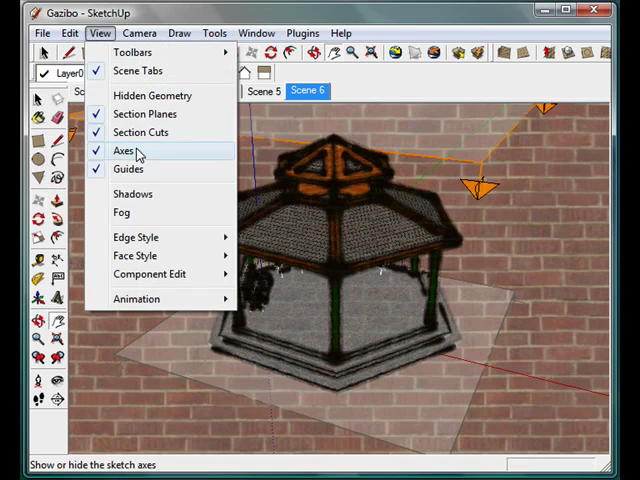 Gazibo - SketchUp
File Edit View Camera Draw Tools Window Plugins Help
Toolbars
Layer0
Scene Tabs
Sc
Scene 5 Scene 6
Hidden Geometry
Section Planes
Section Cuts
Axes
Guides
Shadows
Fog
Edge Style
Face Style
Component Edit
Animation
Show or hide the sketch axes